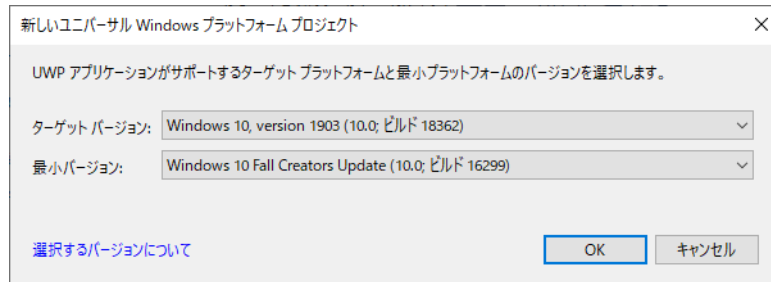 新しいユニバーサル Windows プラットフォーム プロジェクト
UWP アプリケーションがサポートするターゲット プラットフォームと最小プラットフォームのバージョンを選択します。
ターゲット バージョン: Windows 10, version 1903 (10.0; ビルド 18362)
最小バージョン: Windows 10 Fall Creators Update (10.0; ビルド 16299)
選択するバージョンについて OK キャンセル